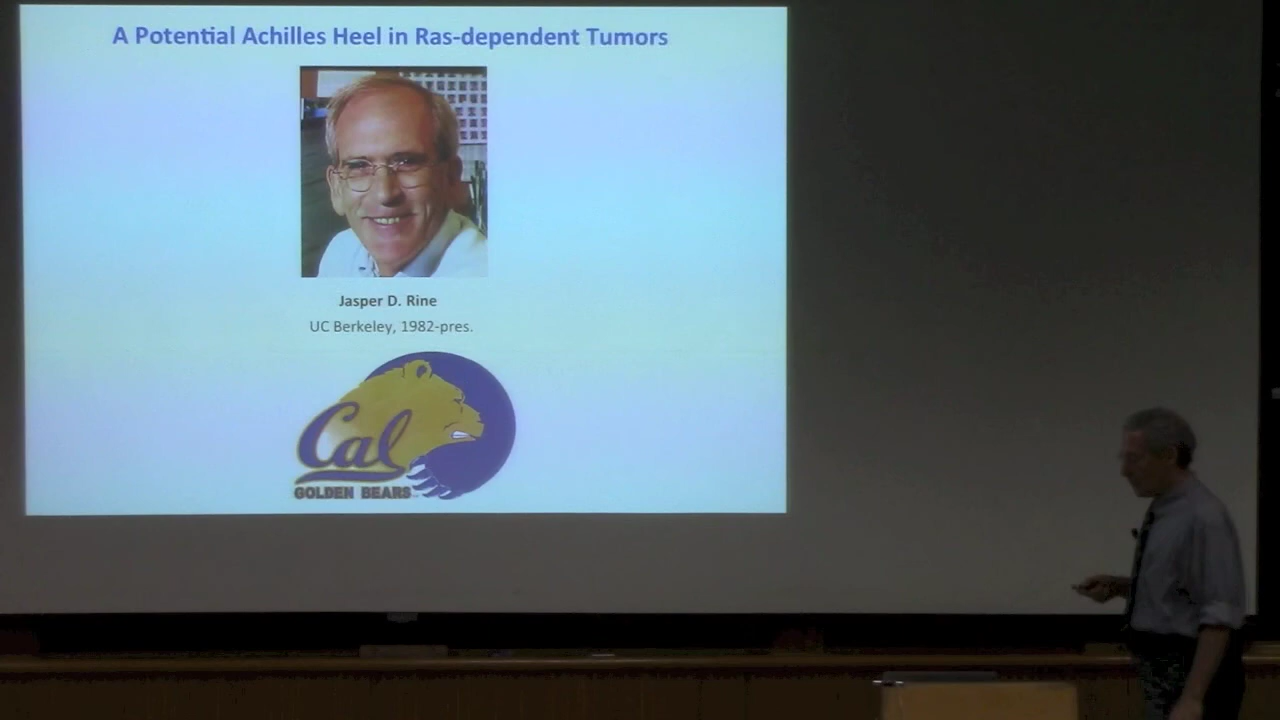 A Potential Achilles Heel in Ras-dependent Tumors
Jasper D. Rine
UC Berkeley, 1982-pres.
Cal
GOLDEN BEARS